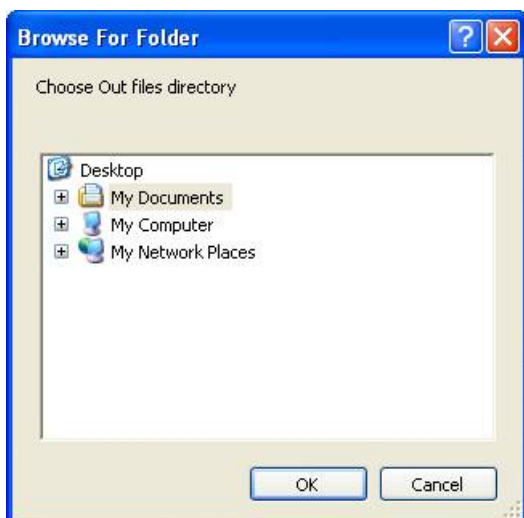 Browse For Folder
Choose Out files directory
Desktop
My Documents
My Computer
My Network Places
OK Cancel